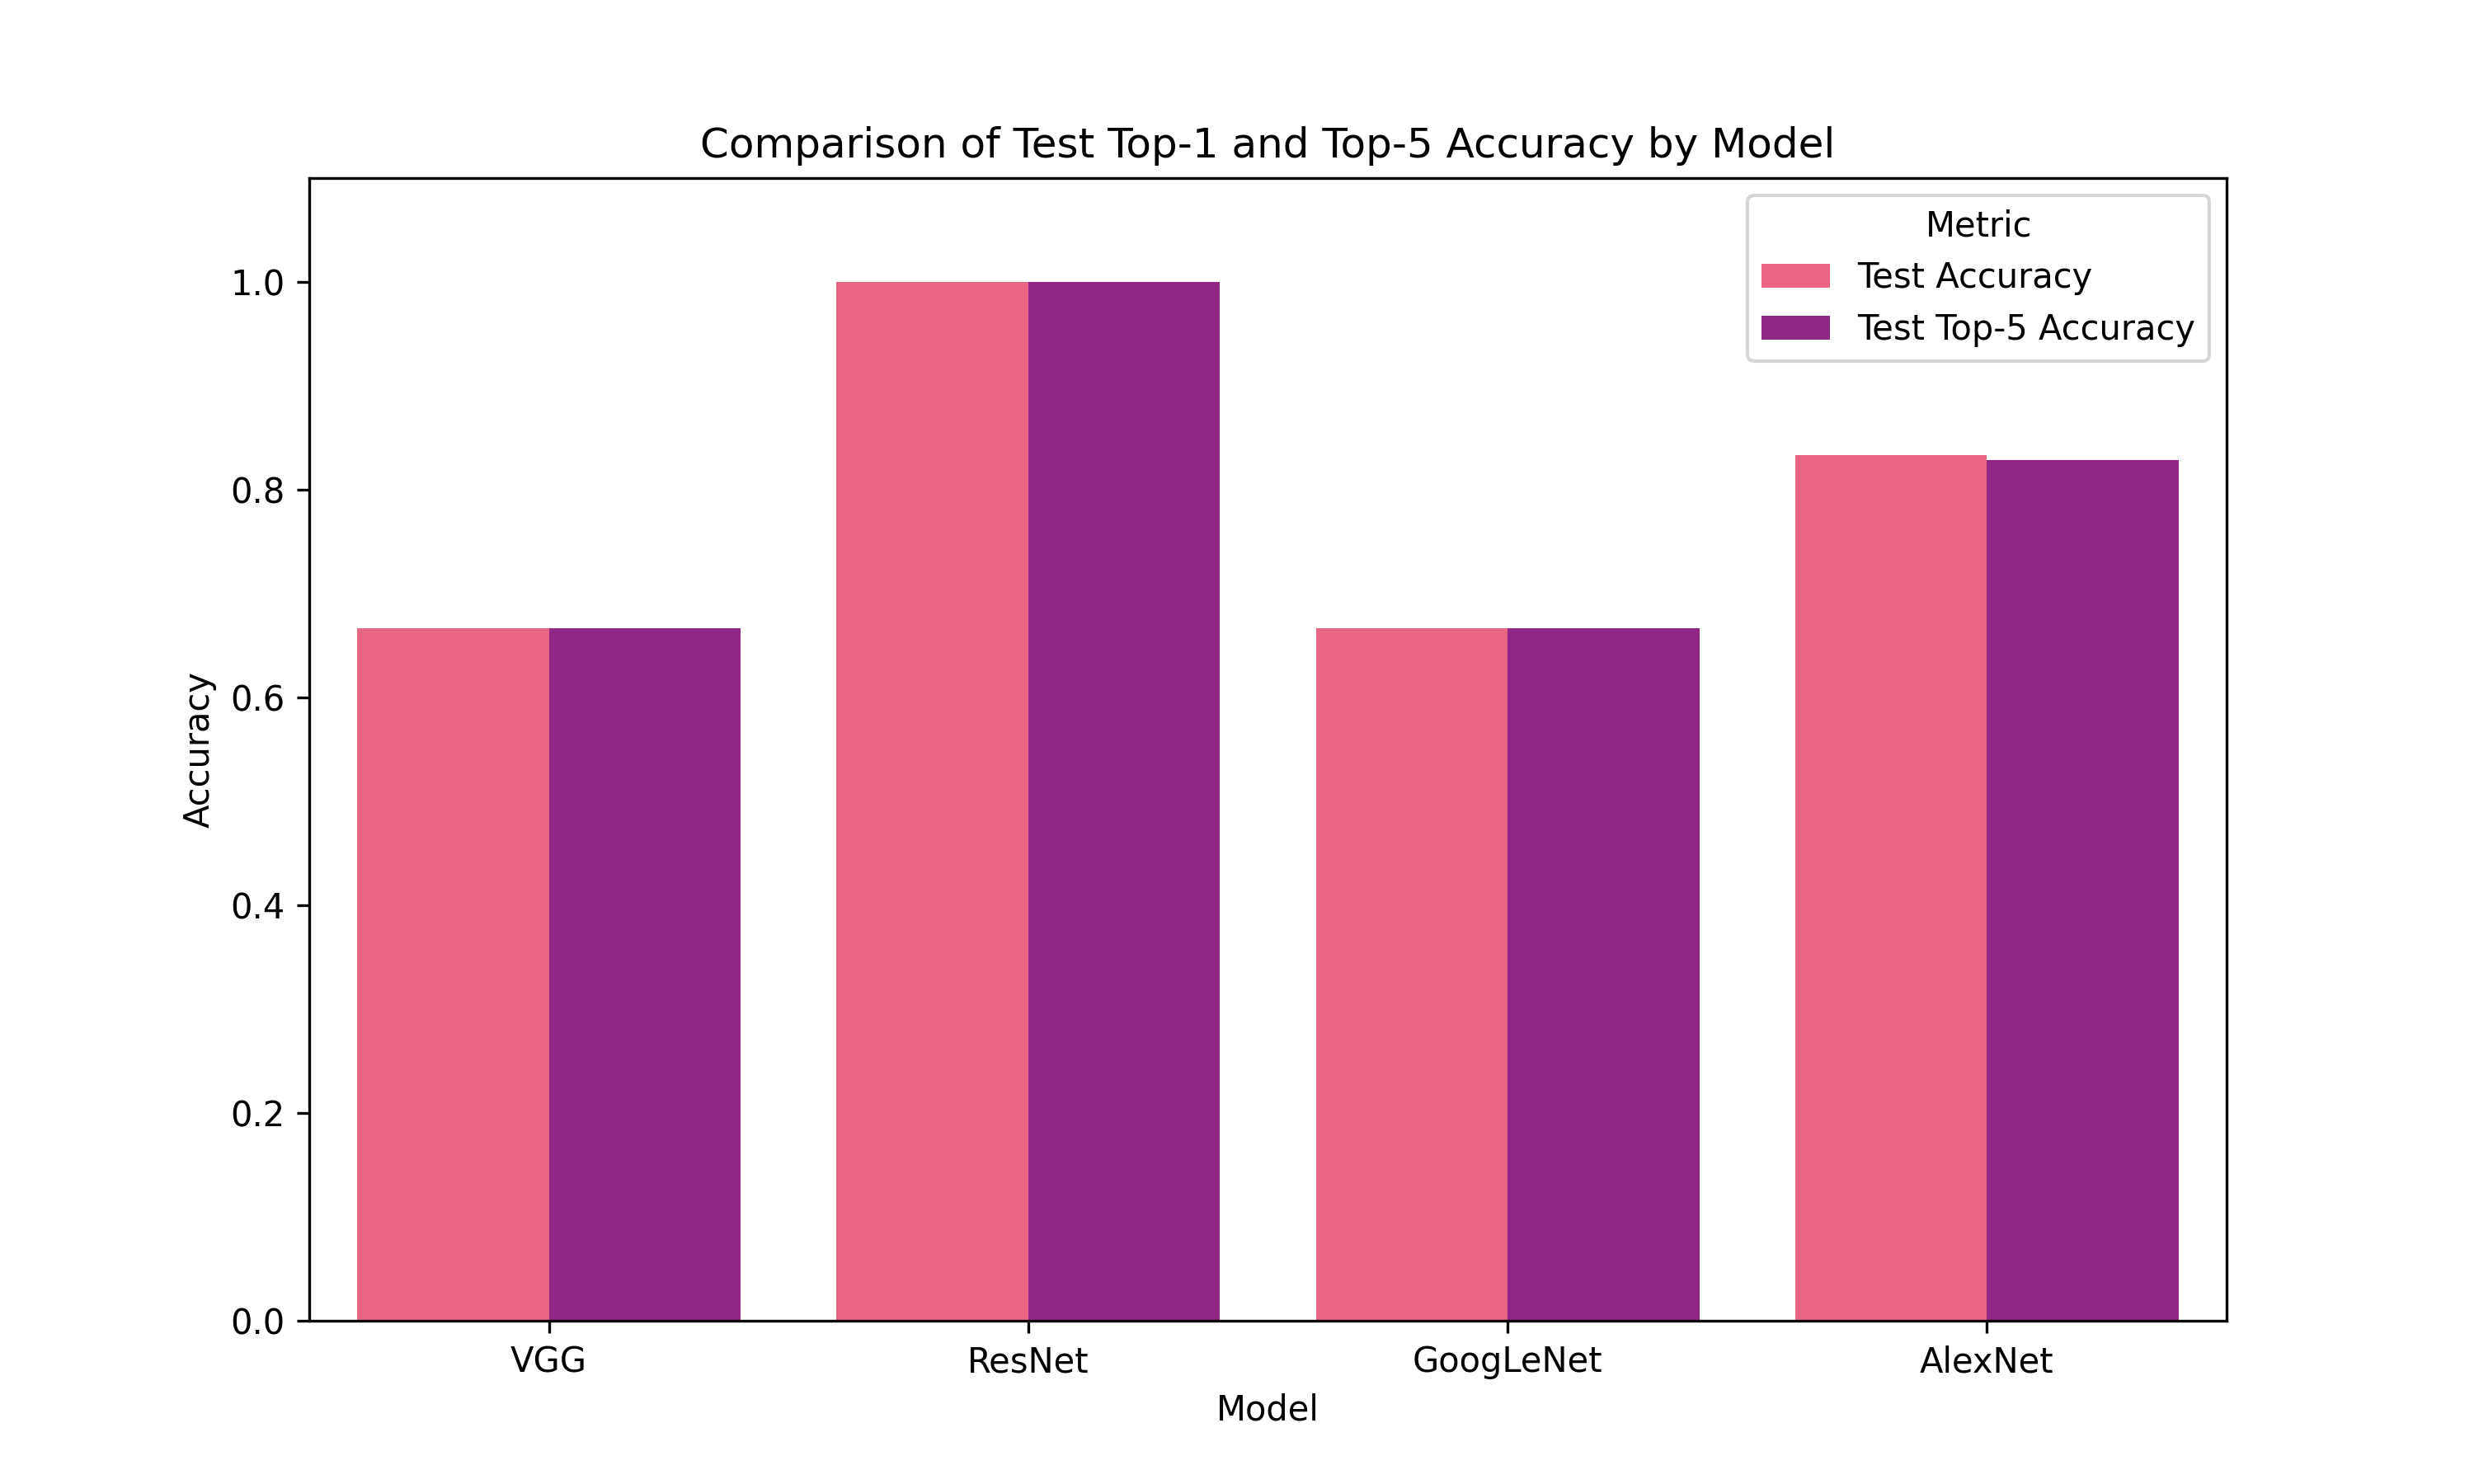 Comparison of Test Top-1 and Top-5 Accuracy by Model
Metric
Test Accuracy
Test Top-5 Accuracy
Accuracy
1.0
0.8
0.6
0.4
0.2
0.0
VGG
ResNet
GoogLeNet
AlexNet
Model